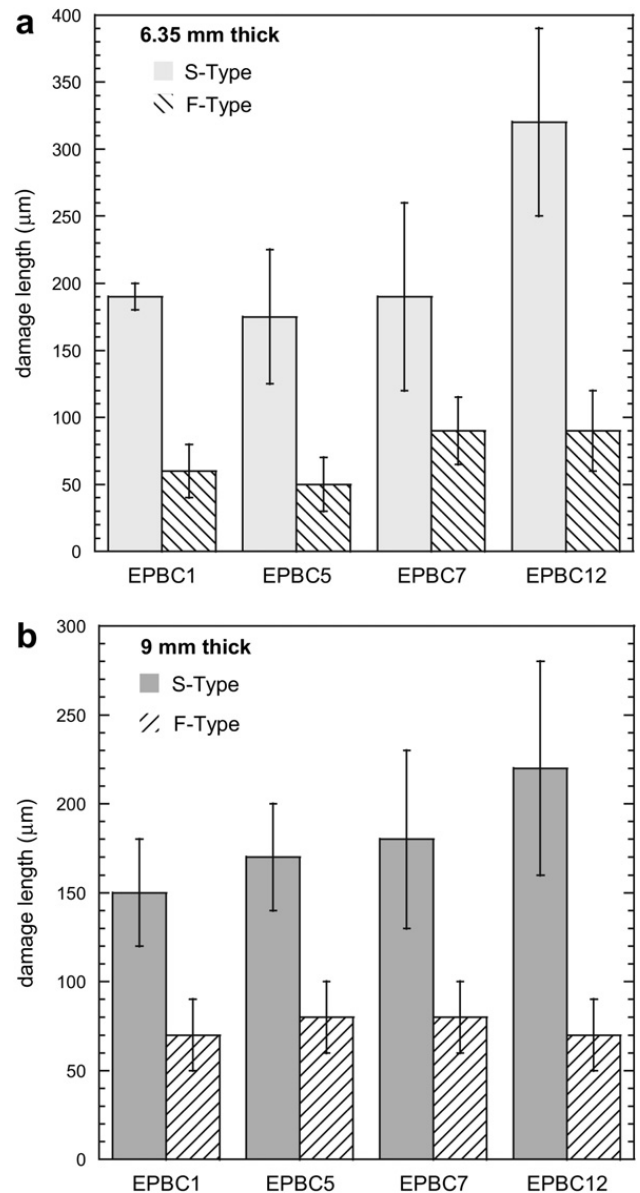 a
6.35 mm thick
S-Type
F-Type
damage length (μm)
400
350
300
250
200
150
100
50
0
EPBC1 EPBC5 EPBC7 EPBC12
b
9 mm thick
S-Type
F-Type
damage length (μm)
300
250
200
150
100
50
0
EPBC1 EPBC5 EPBC7 EPBC12